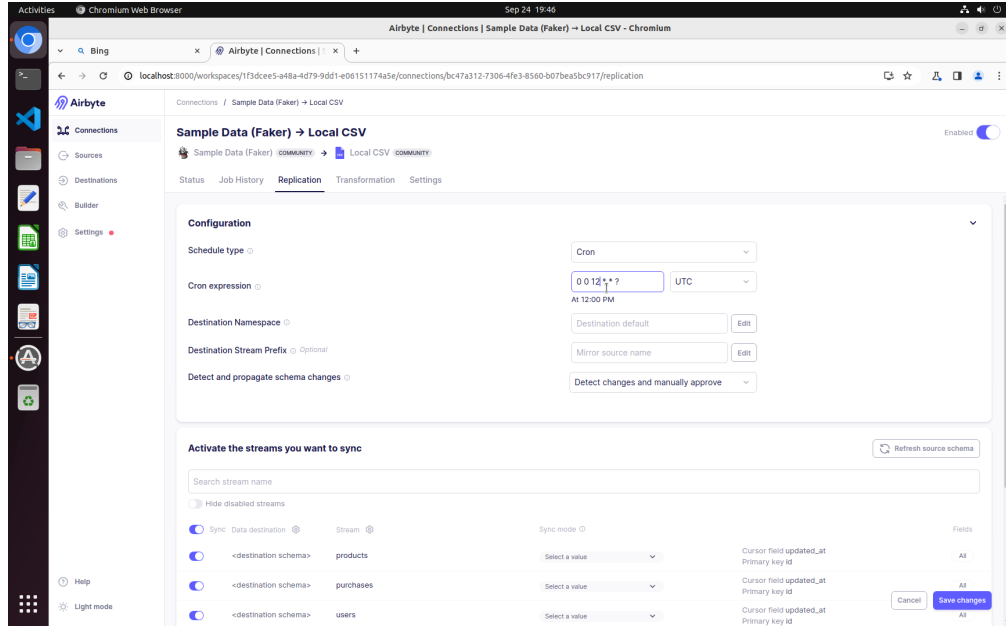 Activities
Chromium Web Browser
Sep 24 19:46
Airbyte | Connections | Sample Data (Faker) → Local CSV - Chromium
Bing
Airbyte | Connections |
localhost:8000/workspaces/1f3dcee5-a48a-4d79-9dd1-e06151174a5e/connections/bc47a312-7306-4fe3-8560-b07bea5bc917/replication
Airbyte
Connections
Sources
Destinations
Builder
Settings
Help
Light mode
Connections / Sample Data (Faker) → Local CSV
Sample Data (Faker) → Local CSV
Enabled
Sample Data (Faker) COMMUNITY → Local CSV COMMUNITY
Status Job History Replication Transformation Settings
Configuration
Schedule type
Cron
Cron expression
0 0 12 * * ?
UTC
At 12:00 PM
Destination Namespace
Destination default
Edit
Destination Stream Prefix Optional
Mirror source name
Edit
Detect and propagate schema changes
Detect changes and manually approve
Activate the streams you want to sync
Refresh source schema
Search stream name
Hide disabled streams
Sync Data destination Stream Sync mode Fields
<destination schema> products Select a value Cursor field updated_at All
Primary key id
<destination schema> purchases Select a value Cursor field updated_at All
Primary key id
<destination schema> users Select a value Cursor field updated_at All
Primary key id
Cancel
Save changes